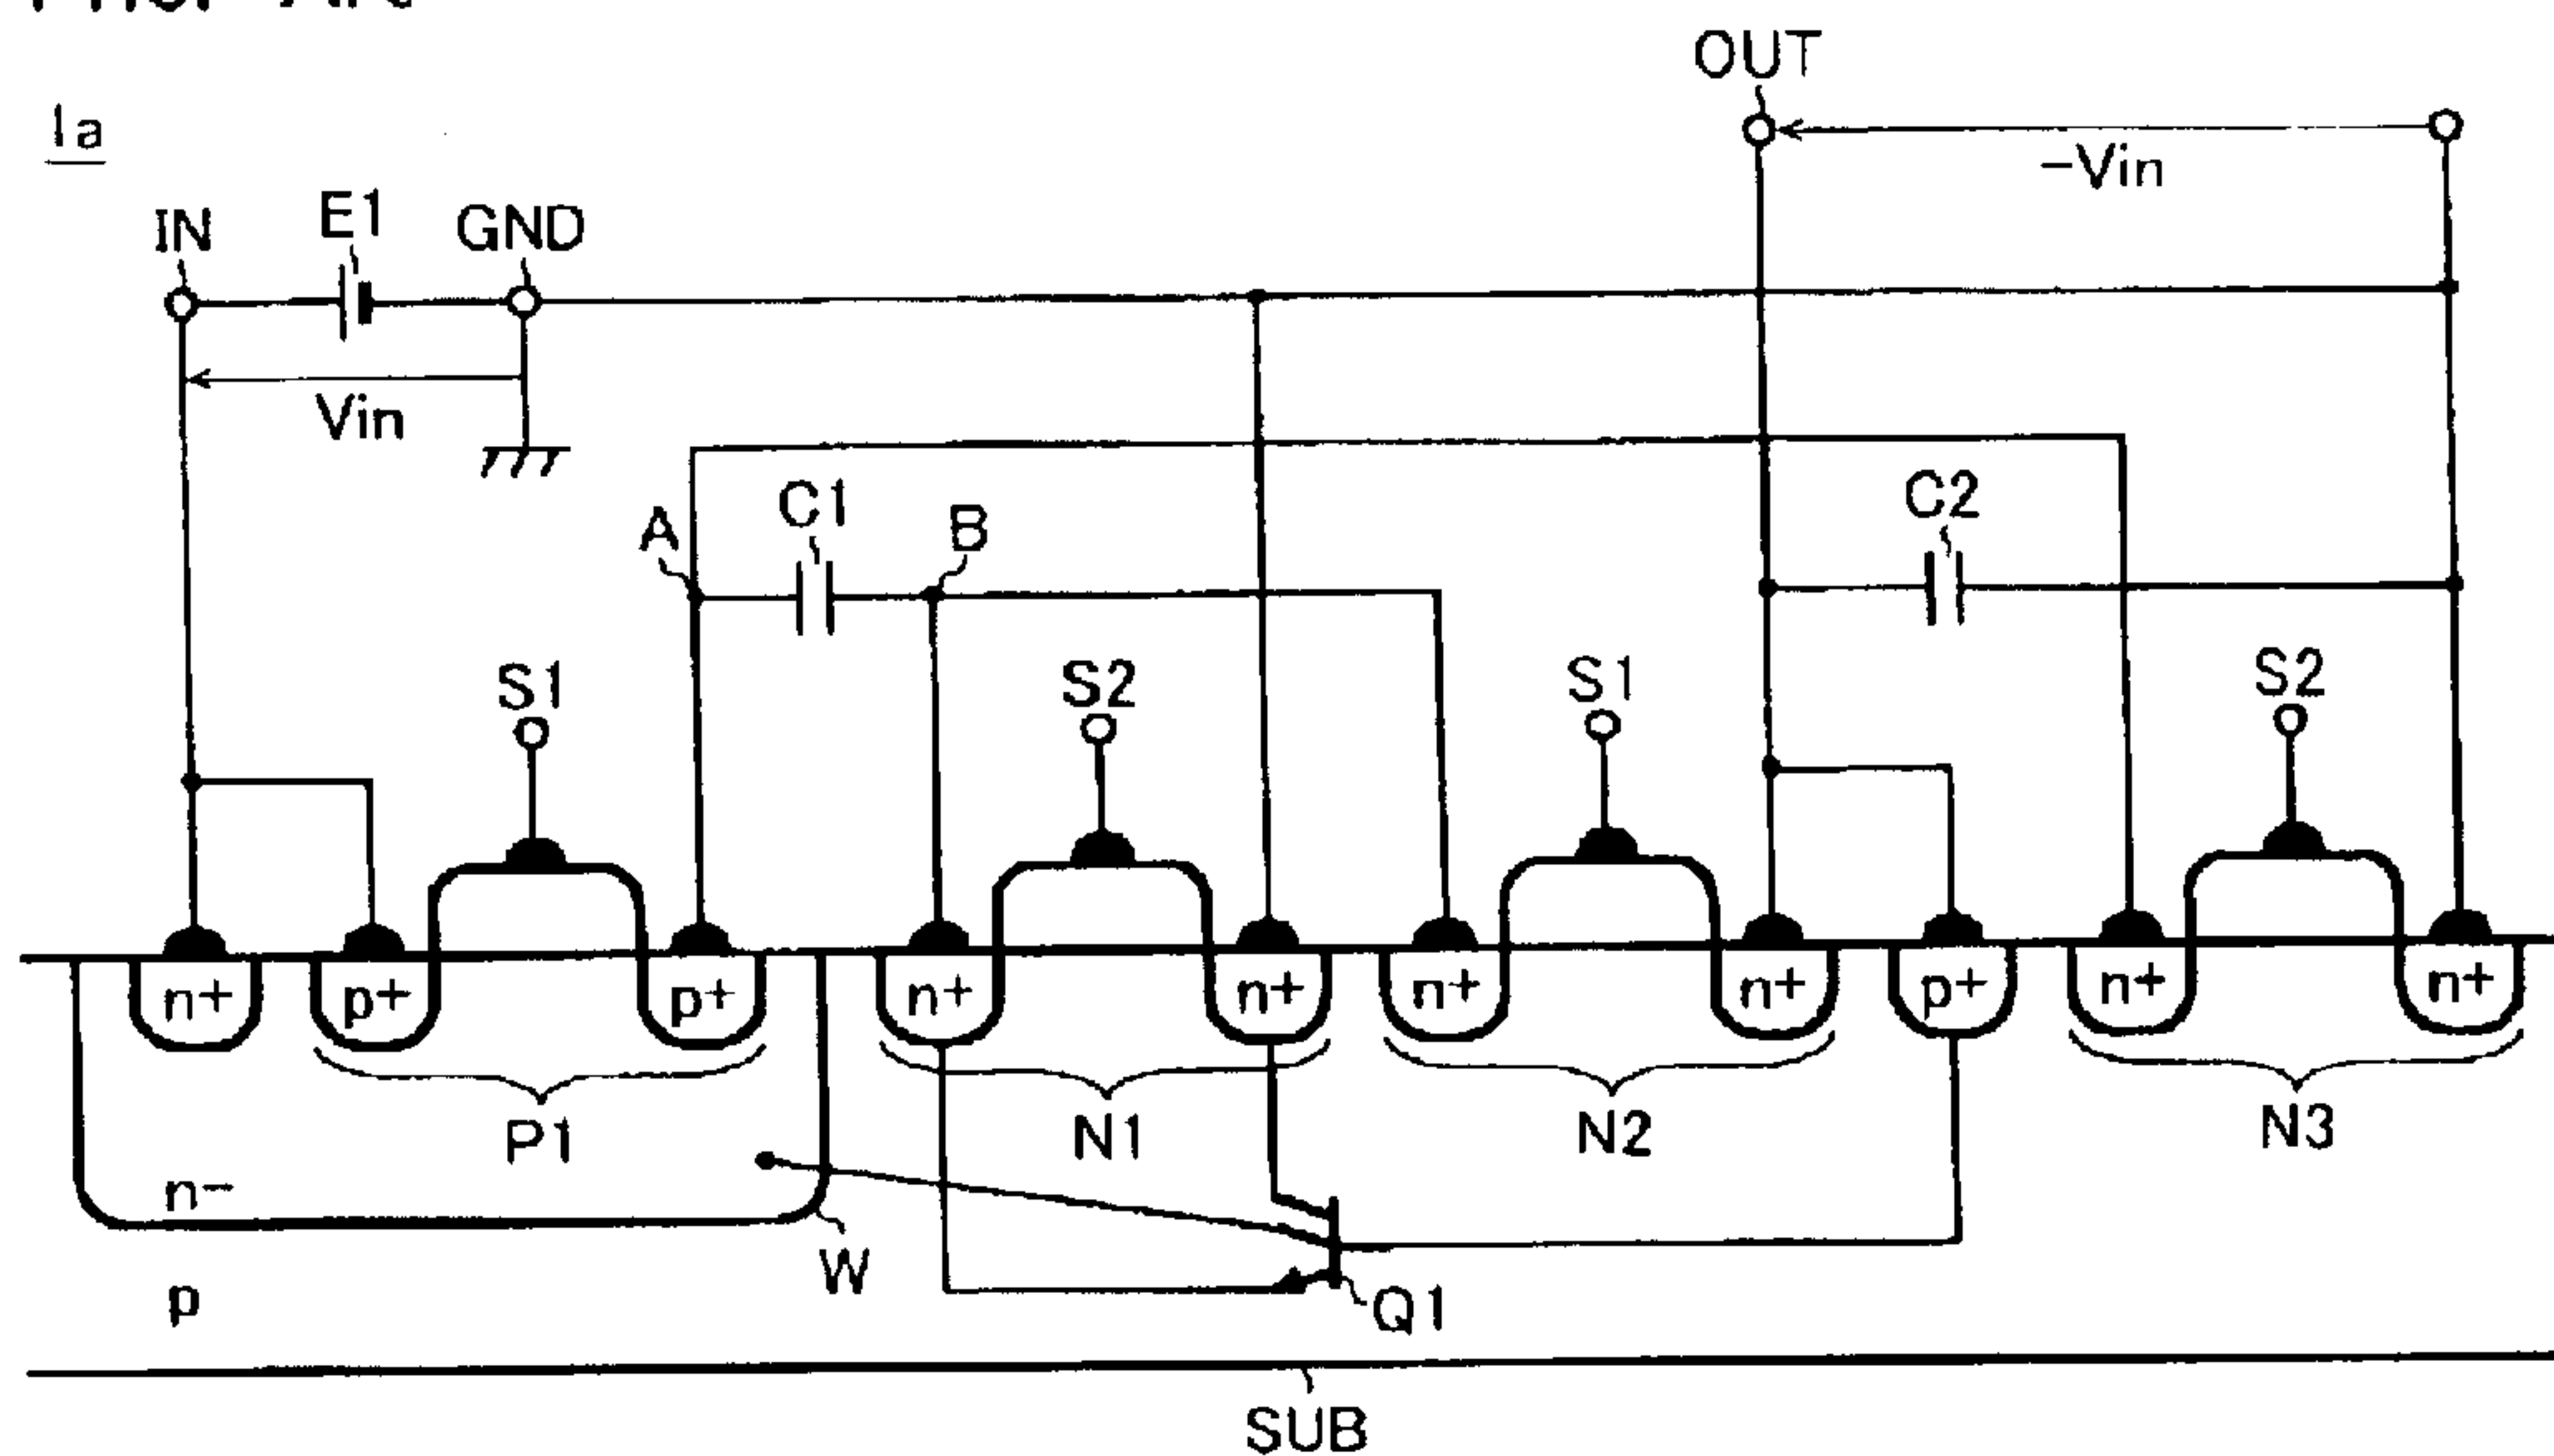 OUT
1a
-Vin
IN E1 GND
Vin
A C1 B C2
S1 S2 S1 S2
n+ p+ p+ n+ n+ n+ n+ p+ n+ n+
P1 N1 N2 N3
n-
W
p
Q1
SUB